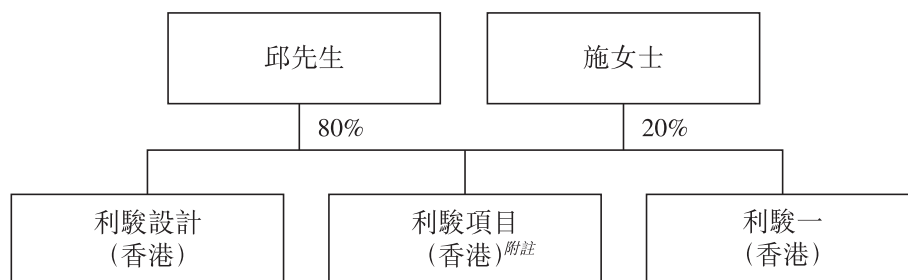 邱先生
施女士
80%
20%
利駿設計
(香港)
利駿項目
(香港)附註
利駿一
(香港)